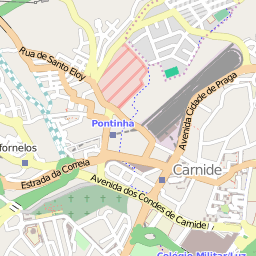 Rua de Santo Eloy
Avenida Cidade de Praga
Pontinha
fornelos
Carnide
Estrada da Correia
Avenida dos Condes de Carnide
Colégio Militar/Luz